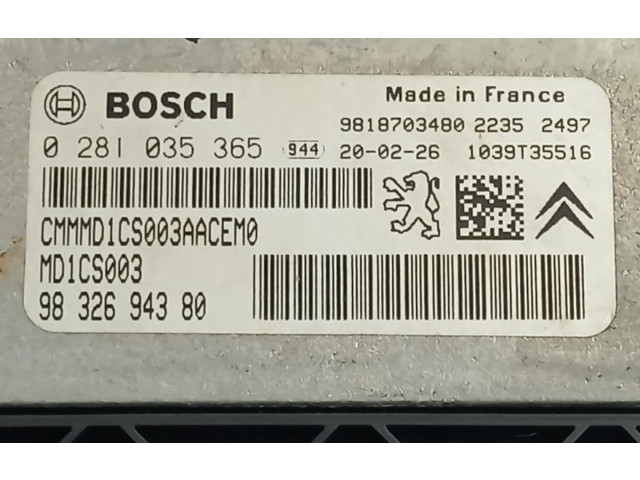 BOSCH
Made in France
9818703480 2235 2497
0 281 035 365 944 20-02-26 1039T35516
CMMMD1CS003AACEM0
MD1CS003
98 326 943 80